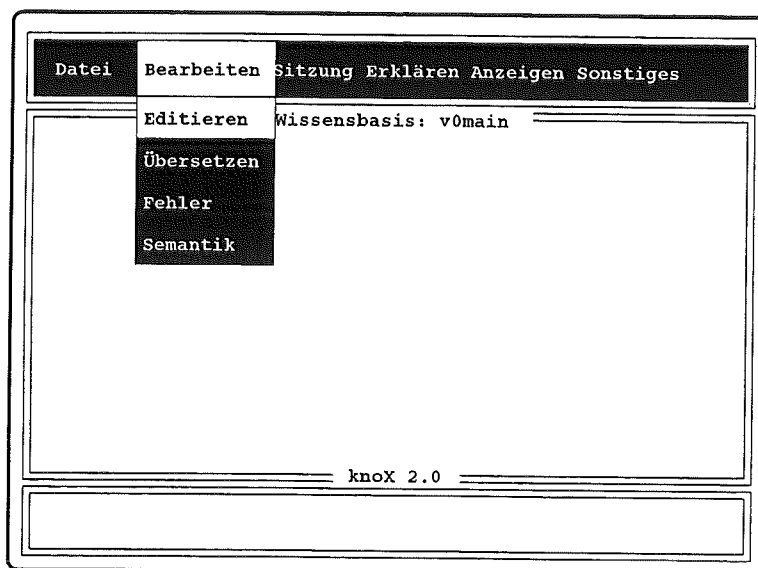 Datei Bearbeiten Sitzung Erklären Anzeigen Sonstiges
Editieren Wissensbasis: v0main
Übersetzen
Fehler
Semantik
knoX 2.0